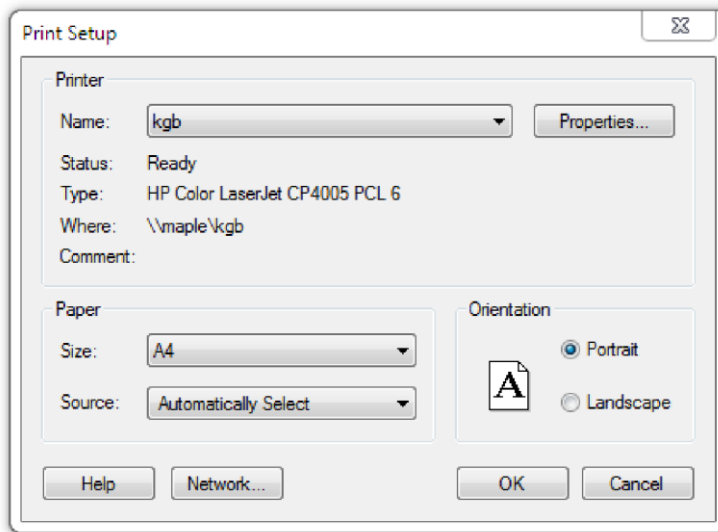 Print Setup
Printer
Name: kgb Properties...
Status: Ready
Type: HP Color LaserJet CP4005 PCL 6
Where: \\maple\kgb
Comment:
Paper
Size: A4
Source: Automatically Select
Orientation
A
Portrait
Landscape
Help Network... OK Cancel